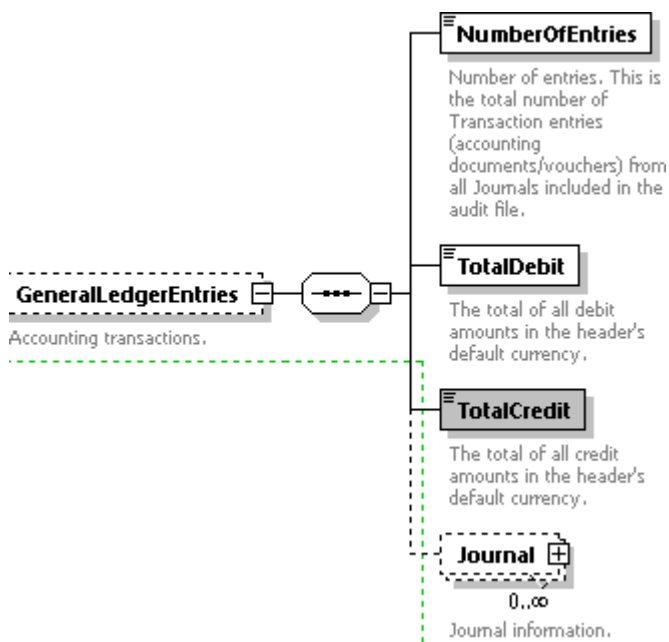 NumberOfEntries
Number of entries. This is
the total number of
Transaction entries
(accounting
documents/vouchers) from
all Journals included in the
audit file.
TotalDebit
The total of all debit
amounts in the header's
default currency.
GeneralLedgerEntries
Accounting transactions.
TotalCredit
The total of all credit
amounts in the header's
default currency.
Journal
0..∞
Journal information.